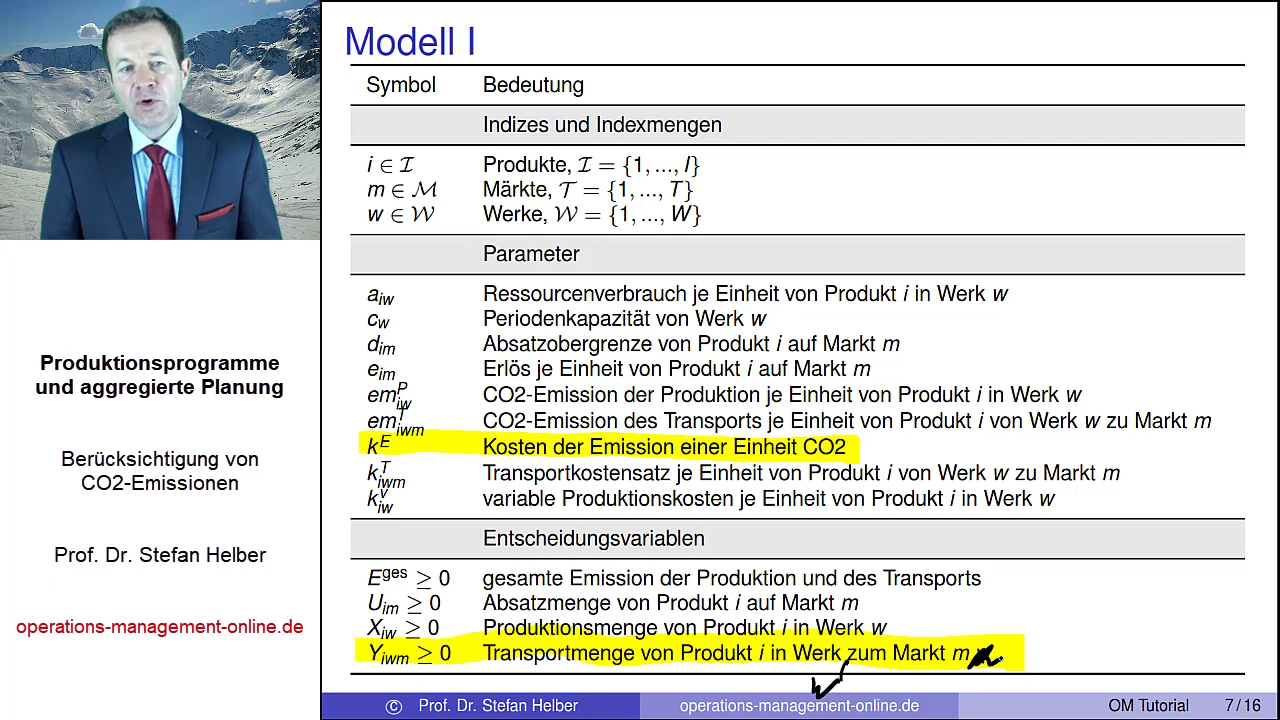 Produktionsprogramme
und aggregierte Planung
Berücksichtigung von
CO2-Emissionen
Prof. Dr. Stefan Helber
operations-management-online.de
Modell I
Symbol Bedeutung
Indizes und Indexmengen
i ∈ 𝓘 Produkte, 𝓘 = {1, ..., I}
m ∈ 𝓜 Märkte, 𝓣 = {1, ..., T}
w ∈ 𝓦 Werke, 𝓦 = {1, ..., W}
Parameter
a_iw Ressourcenverbrauch je Einheit von Produkt i in Werk w
c_w Periodenkapazität von Werk w
d_im Absatzobergrenze von Produkt i auf Markt m
e_im Erlös je Einheit von Produkt i auf Markt m
em^P_iw CO2-Emission der Produktion je Einheit von Produkt i in Werk w
em^T_iwm CO2-Emission des Transports je Einheit von Produkt i von Werk w zu Markt m
k^E Kosten der Emission einer Einheit CO2
k^T_iwm Transportkostensatz je Einheit von Produkt i von Werk w zu Markt m
k^v_iw variable Produktionskosten je Einheit von Produkt i in Werk w
Entscheidungsvariablen
E^ges ≥ 0 gesamte Emission der Produktion und des Transports
U_im ≥ 0 Absatzmenge von Produkt i auf Markt m
X_iw ≥ 0 Produktionsmenge von Produkt i in Werk w
Y_iwm ≥ 0 Transportmenge von Produkt i in Werk zum Markt m
w
© Prof. Dr. Stefan Helber operations-management-online.de OM Tutorial 7 / 16